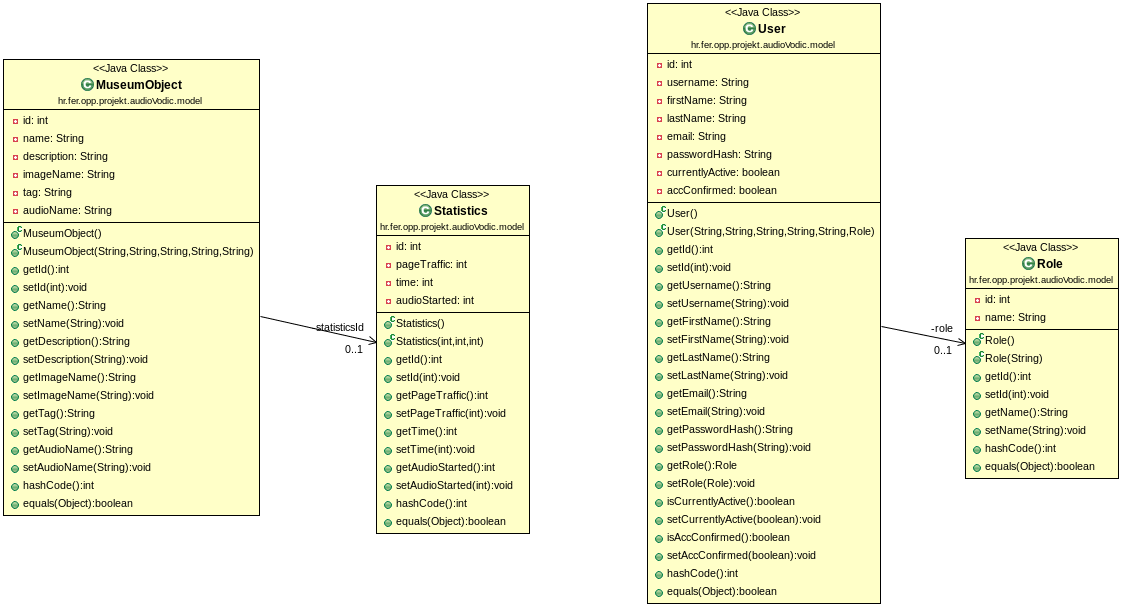 <<Java Class>>
MuseumObject
hr.fer.opp.projekt.audioVodic.model
id: int
name: String
description: String
imageName: String
tag: String
audioName: String
MuseumObject()
MuseumObject(String,String,String,String,String)
getId():int
setId(int):void
getName():String
setName(String):void
getDescription():String
setDescription(String):void
getImageName():String
setImageName(String):void
getTag():String
setTag(String):void
getAudioName():String
setAudioName(String):void
hashCode():int
equals(Object):boolean
statisticsId
0..1
<<Java Class>>
Statistics
hr.fer.opp.projekt.audioVodic.model
id: int
pageTraffic: int
time: int
audioStarted: int
Statistics()
Statistics(int,int,int)
getId():int
setId(int):void
getPageTraffic():int
setPageTraffic(int):void
getTime():int
setTime(int):void
getAudioStarted():int
setAudioStarted(int):void
hashCode():int
equals(Object):boolean
<<Java Class>>
User
hr.fer.opp.projekt.audioVodic.model
id: int
username: String
firstName: String
lastName: String
email: String
passwordHash: String
currentlyActive: boolean
accConfirmed: boolean
User()
User(String,String,String,String,String,Role)
getId():int
setId(int):void
getUsername():String
setUsername(String):void
getFirstName():String
setFirstName(String):void
getLastName():String
setLastName(String):void
getEmail():String
setEmail(String):void
getPasswordHash():String
setPasswordHash(String):void
getRole():Role
setRole(Role):void
isCurrentlyActive():boolean
setCurrentlyActive(boolean):void
isAccConfirmed():boolean
setAccConfirmed(boolean):void
hashCode():int
equals(Object):boolean
-role
0..1
<<Java Class>>
Role
hr.fer.opp.projekt.audioVodic.model
id: int
name: String
Role()
Role(String)
getId():int
setId(int):void
getName():String
setName(String):void
hashCode():int
equals(Object):boolean